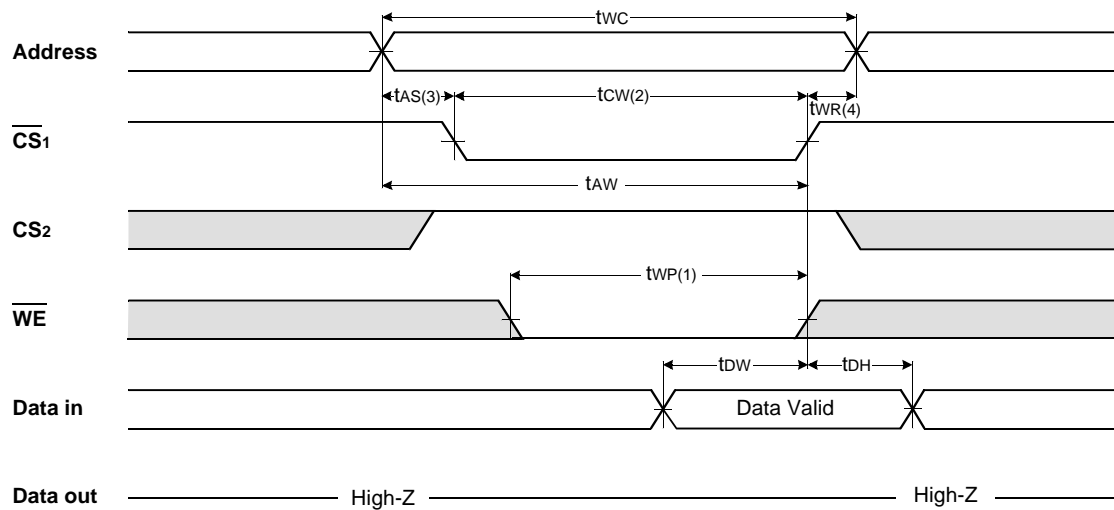 tWC
Address
tAS(3)
tCW(2)
tWR(4)
CS1
tAW
CS2
tWP(1)
WE
tDW
tDH
Data in
Data Valid
Data out
High-Z
High-Z